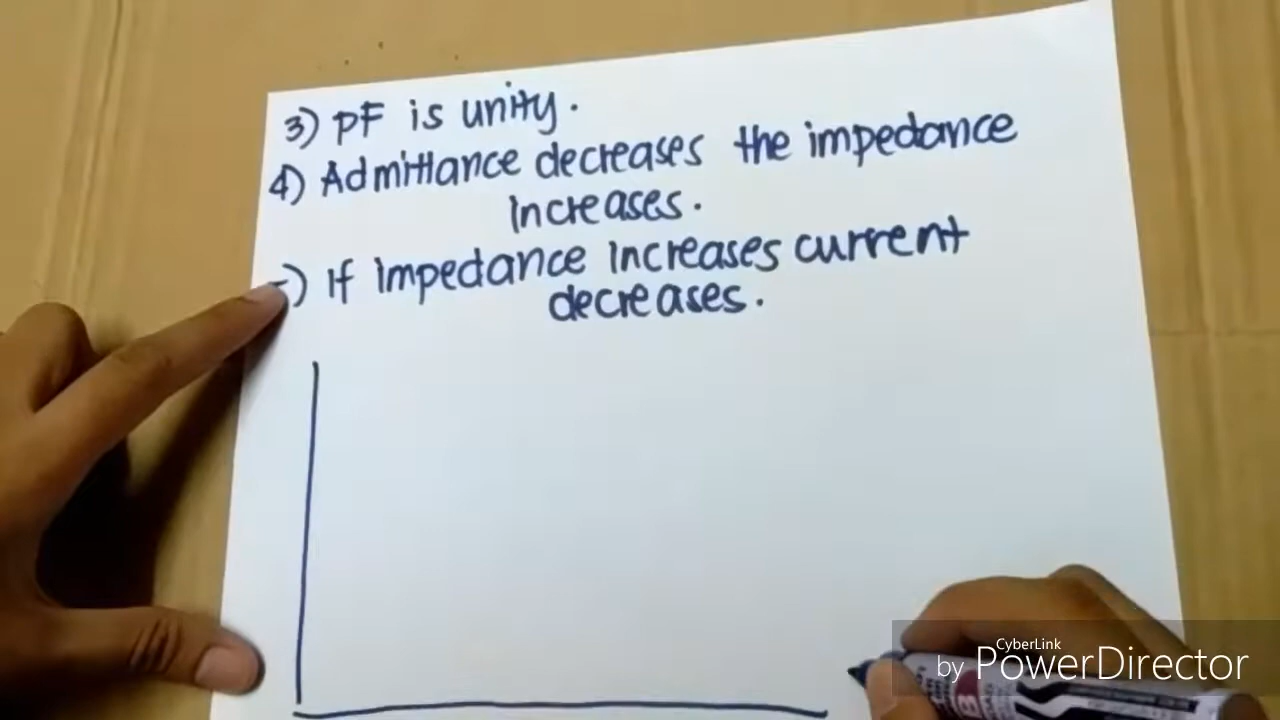 3) PF is unity.
4) Admittance decreases the impedance
increases.
) If Impedance increases current
decreases.
CyberLink
by PowerDirector